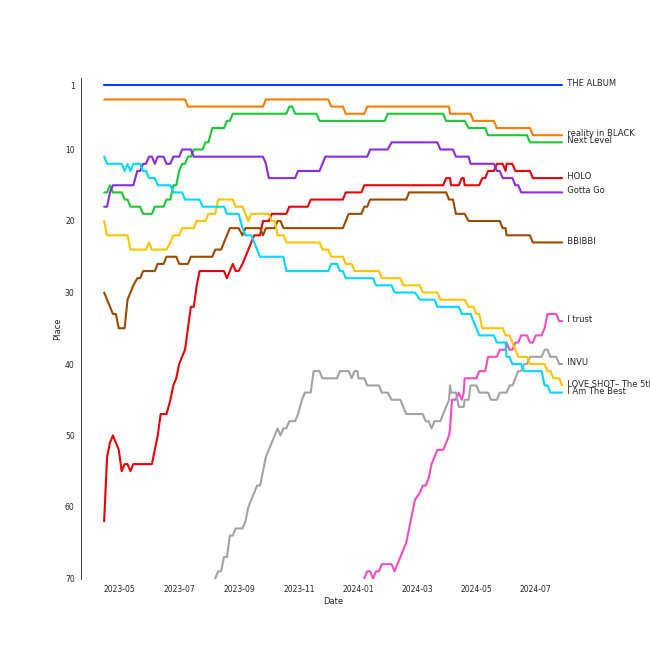 1
10
20
30
40
50
60
70
Place
2023-05
2023-07
2023-09
2023-11
2024-01
2024-03
2024-05
2024-07
Date
THE ALBUM
reality in BLACK
Next Level
HOLO
Gotta Go
BBIBBI
I trust
INVU
LOVE SHOT– The 5tl
I Am The Best